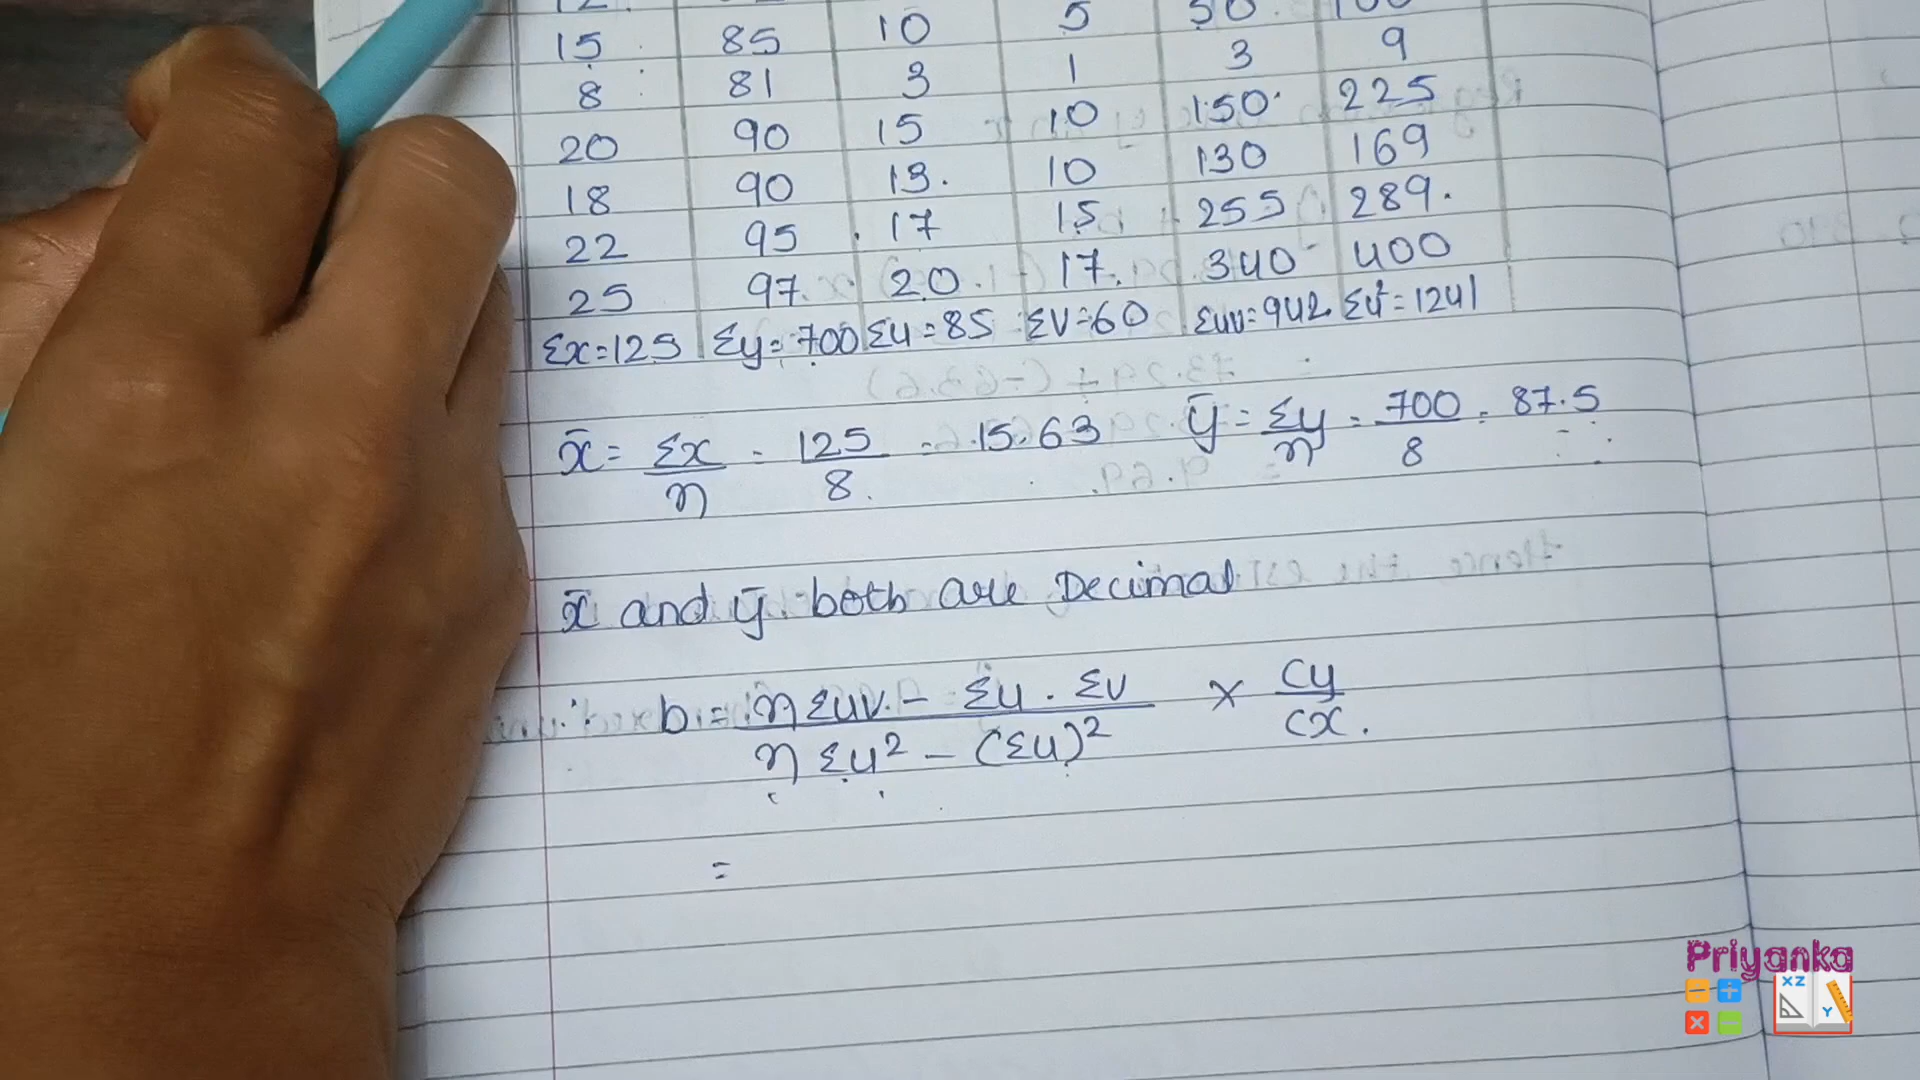 15 85 10 5 50 100
8 81 3 1 3 9
20 90 15 10 150 225
18 90 13. 10 130 169
22 95 17 15 255 289.
25 97 20 17. 340 400
Σx=125 Σy=700 Σu=85 ΣV=60 Σuv=942 Σu²=1241
x̄ = Σx/n = 125/8 = 15.63 ȳ = Σy/n = 700/8 = 87.5
x̄ and ȳ both are Decimal
∴ b = nΣuv - Σu . Σv / nΣu² - (Σu)² × Cy/Cx.
=
Priyanka
XZ
Y